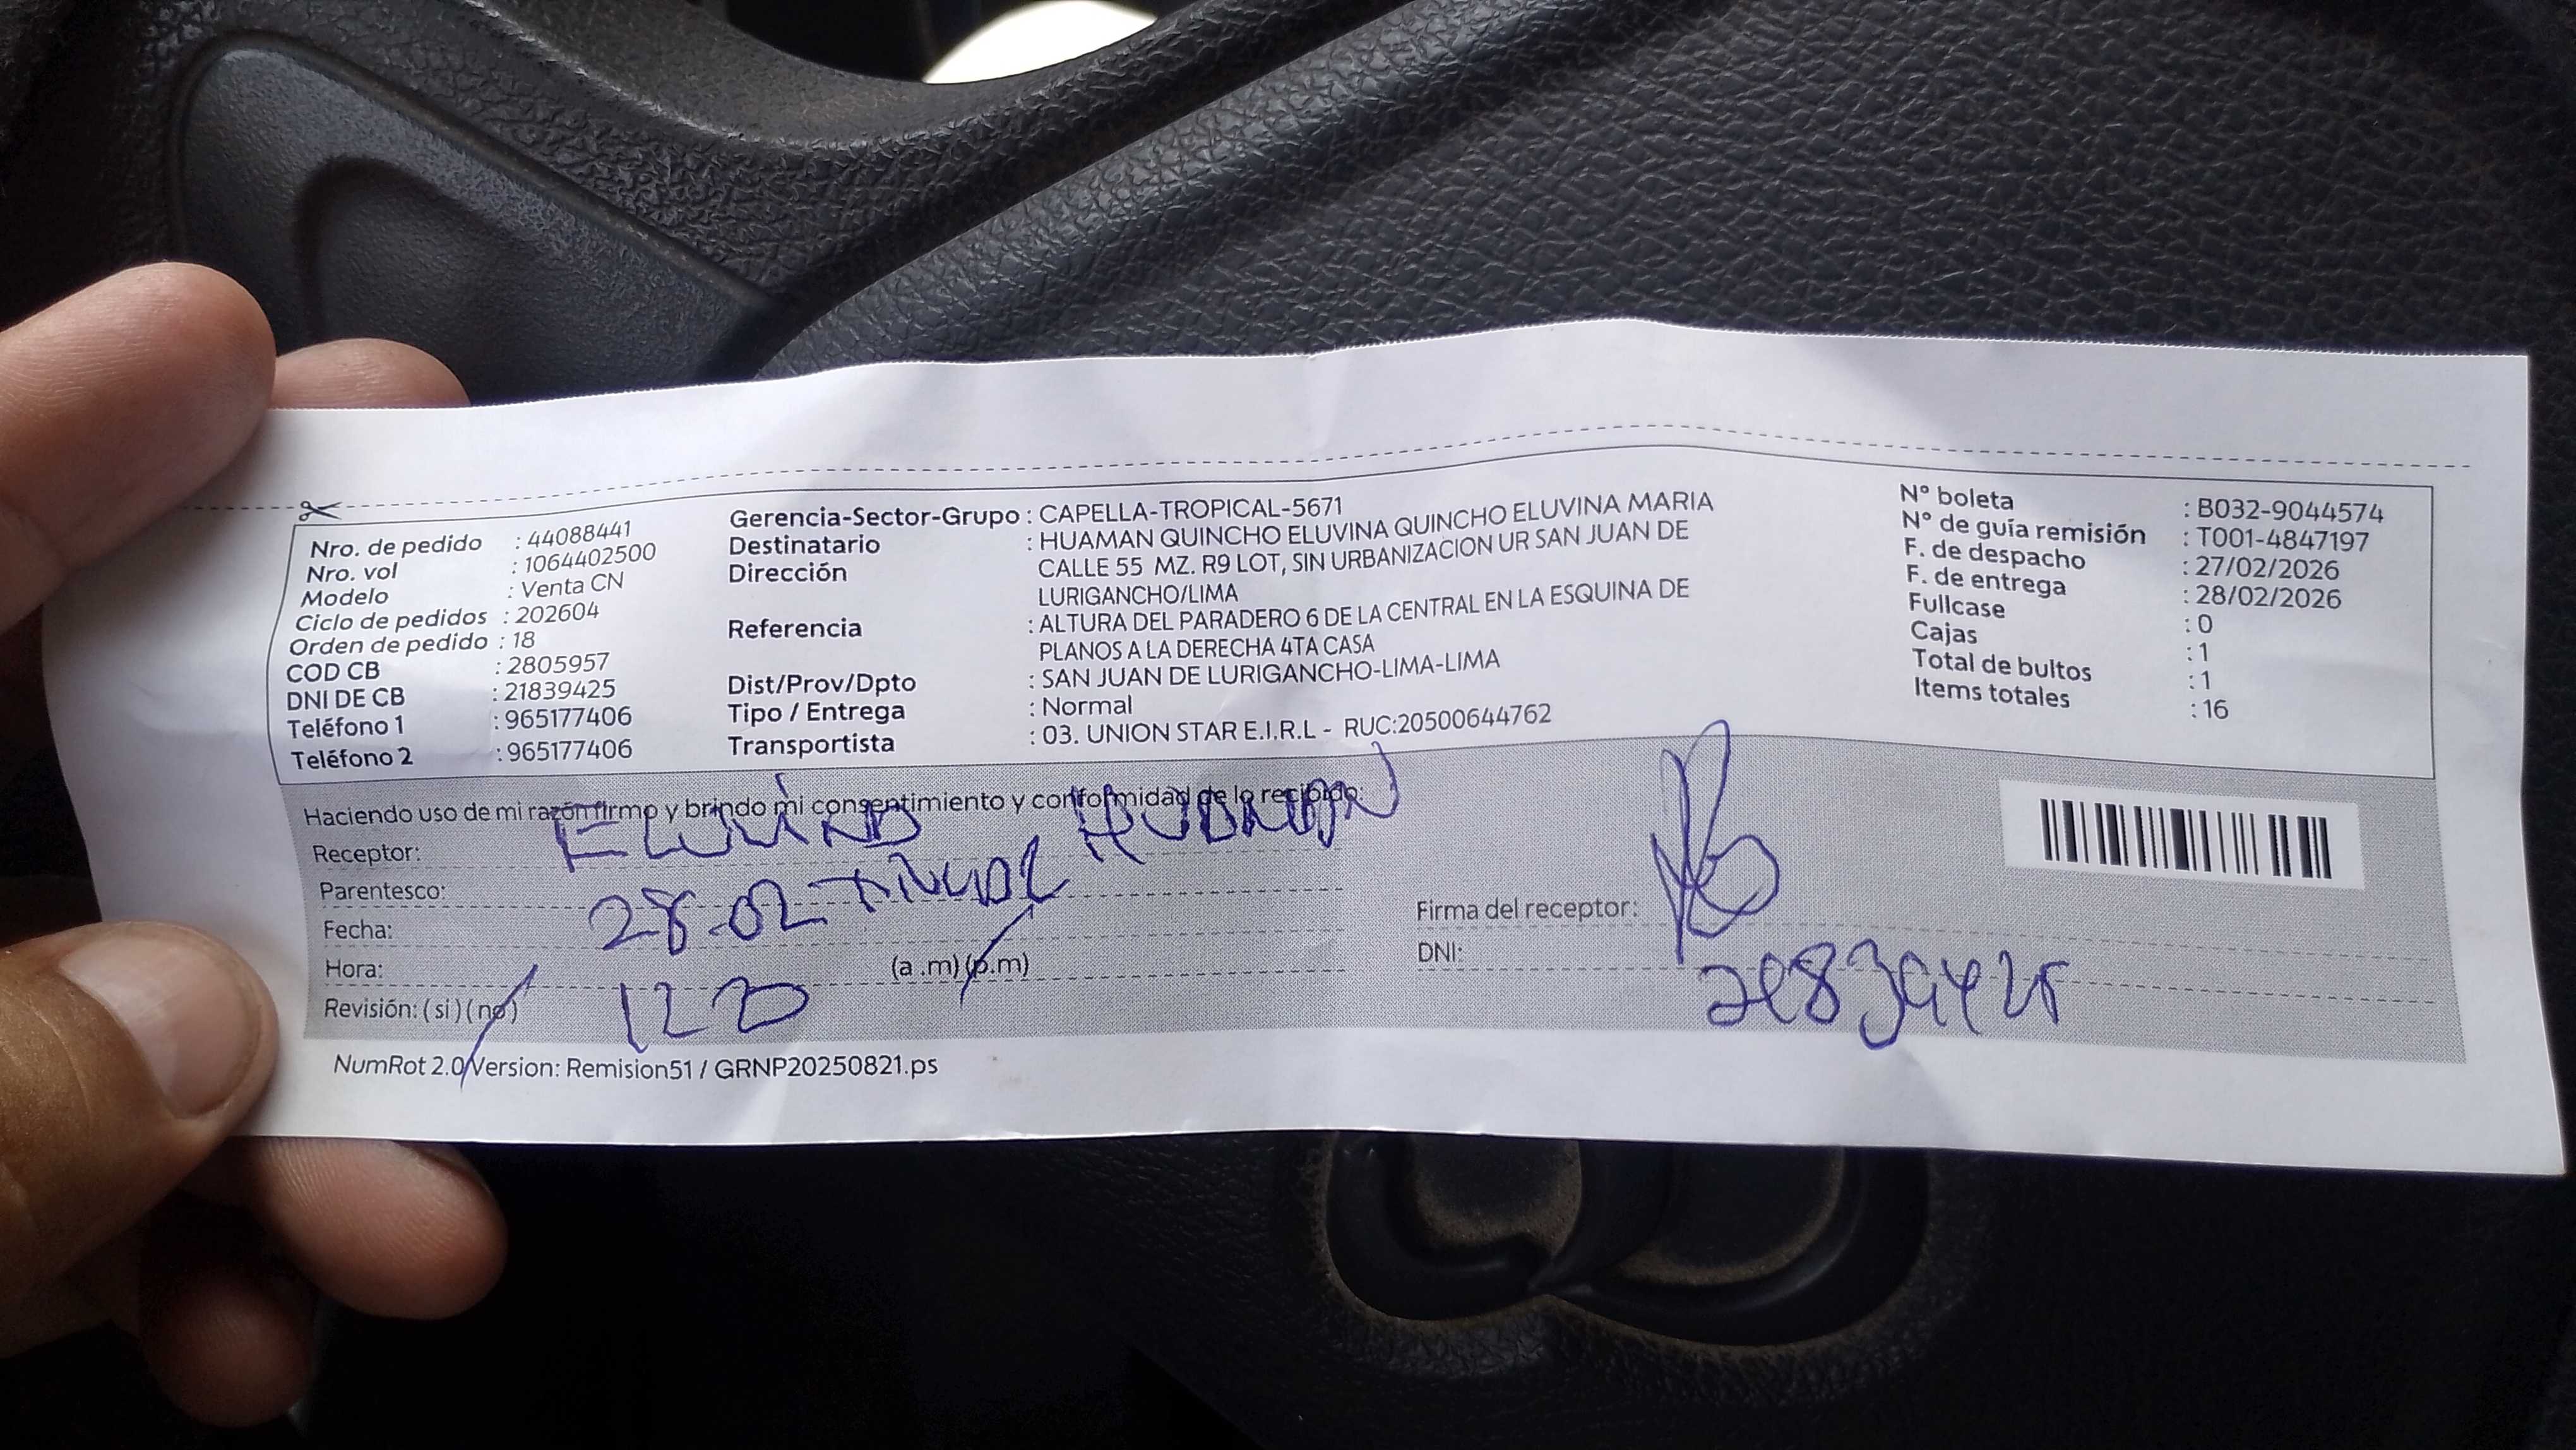 Nro. de pedido : 44088441
Nro. vol : 1064402500
Modelo : Venta CN
Ciclo de pedidos : 202604
Orden de pedido : 18
COD CB : 2805957
DNI DE CB : 21839425
Teléfono 1 : 965177406
Teléfono 2 : 965177406
Gerencia-Sector-Grupo : CAPELLA-TROPICAL-5671
Destinatario : HUAMAN QUINCHO ELUVINA QUINCHO ELUVINA MARIA
Dirección : CALLE 55 MZ. R9 LOT, SIN URBANIZACION UR SAN JUAN DE
LURIGANCHO/LIMA
Referencia : ALTURA DEL PARADERO 6 DE LA CENTRAL EN LA ESQUINA DE
PLANOS A LA DERECHA 4TA CASA
Dist/Prov/Dpto : SAN JUAN DE LURIGANCHO-LIMA-LIMA
Tipo / Entrega : Normal
Transportista : 03. UNION STAR E.I.R.L - RUC:20500644762
N° boleta : B032-9044574
N° de guía remisión : T001-4847197
F. de despacho : 27/02/2026
F. de entrega : 28/02/2026
Fullcase : 0
Cajas : 1
Total de bultos : 1
Items totales : 16
Haciendo uso de mi razón firmo y brindo mi consentimiento y conformidad de lo recibido:
Receptor: ELUVINA HUAMAN
Parentesco:
Fecha: 28-02
Hora: 12 20 (a .m) (p.m)
Revisión: (si) (no)
Firma del receptor:
DNI: 21839425
NumRot 2.0/Version: Remision51 / GRNP20250821.ps